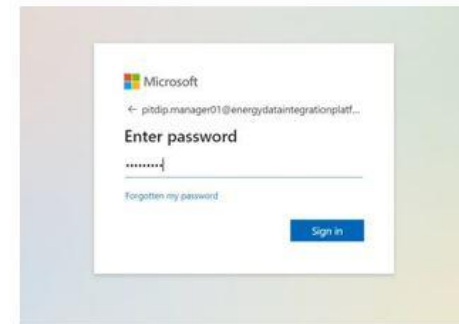 Microsoft
← pitdip.manager01@energydataintegrationplatf...
Enter password
•••••••••
Forgotten my password
Sign in